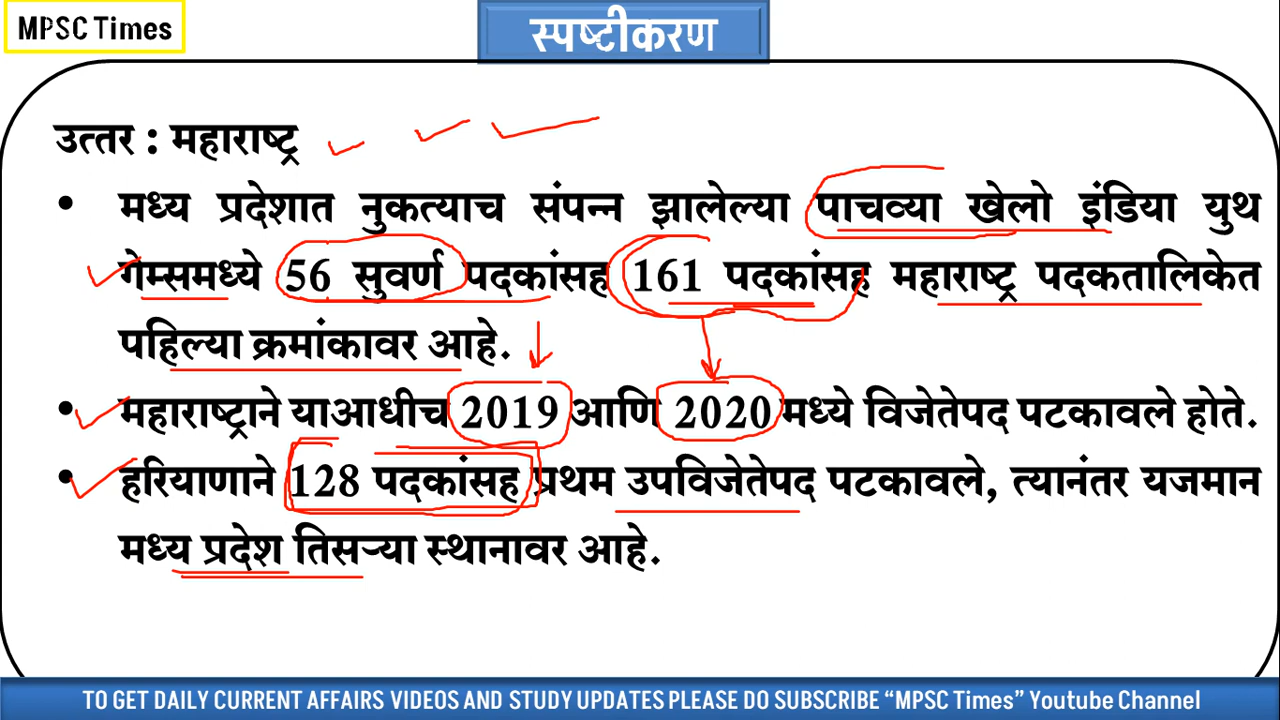 MPSC Times
स्पष्टीकरण
उत्तर : महाराष्ट्र
• मध्य प्रदेशात नुकत्याच संपन्न झालेल्या पाचव्या खेलो इंडिया युथ
गेम्समध्ये 56 सुवर्ण पदकांसह 161 पदकांसह महाराष्ट्र पदकतालिकेत
पहिल्या क्रमांकावर आहे.
• महाराष्ट्राने याआधीच 2019 आणि 2020 मध्ये विजेतेपद पटकावले होते.
• हरियाणाने 128 पदकांसह प्रथम उपविजेतेपद पटकावले, त्यानंतर यजमान
मध्य प्रदेश तिसऱ्या स्थानावर आहे.
TO GET DAILY CURRENT AFFAIRS VIDEOS AND STUDY UPDATES PLEASE DO SUBSCRIBE “MPSC Times” Youtube Channel